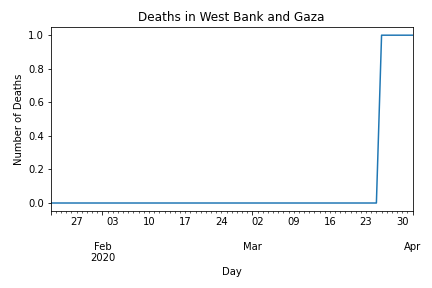 Deaths in West Bank and Gaza
1.0
0.8
0.6
0.4
0.2
0.0
Number of Deaths
27 03 10 17 24 02 09 16 23 30
Feb Mar Apr
2020
Day